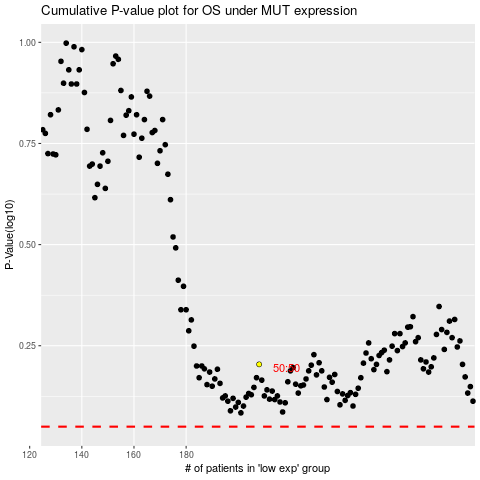 Cumulative P-value plot for OS under MUT expression
P-Value(log10)
1.00
0.75
0.50
0.25
50:50
120 140 160 180
# of patients in 'low exp' group